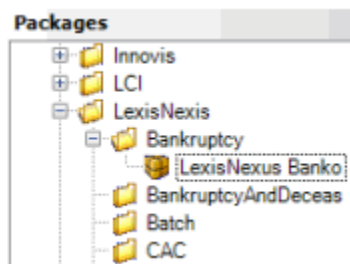 Packages
Innovis
LCI
LexisNexis
Bankruptcy
LexisNexus Banko
BankruptcyAndDeceas
Batch
CAC